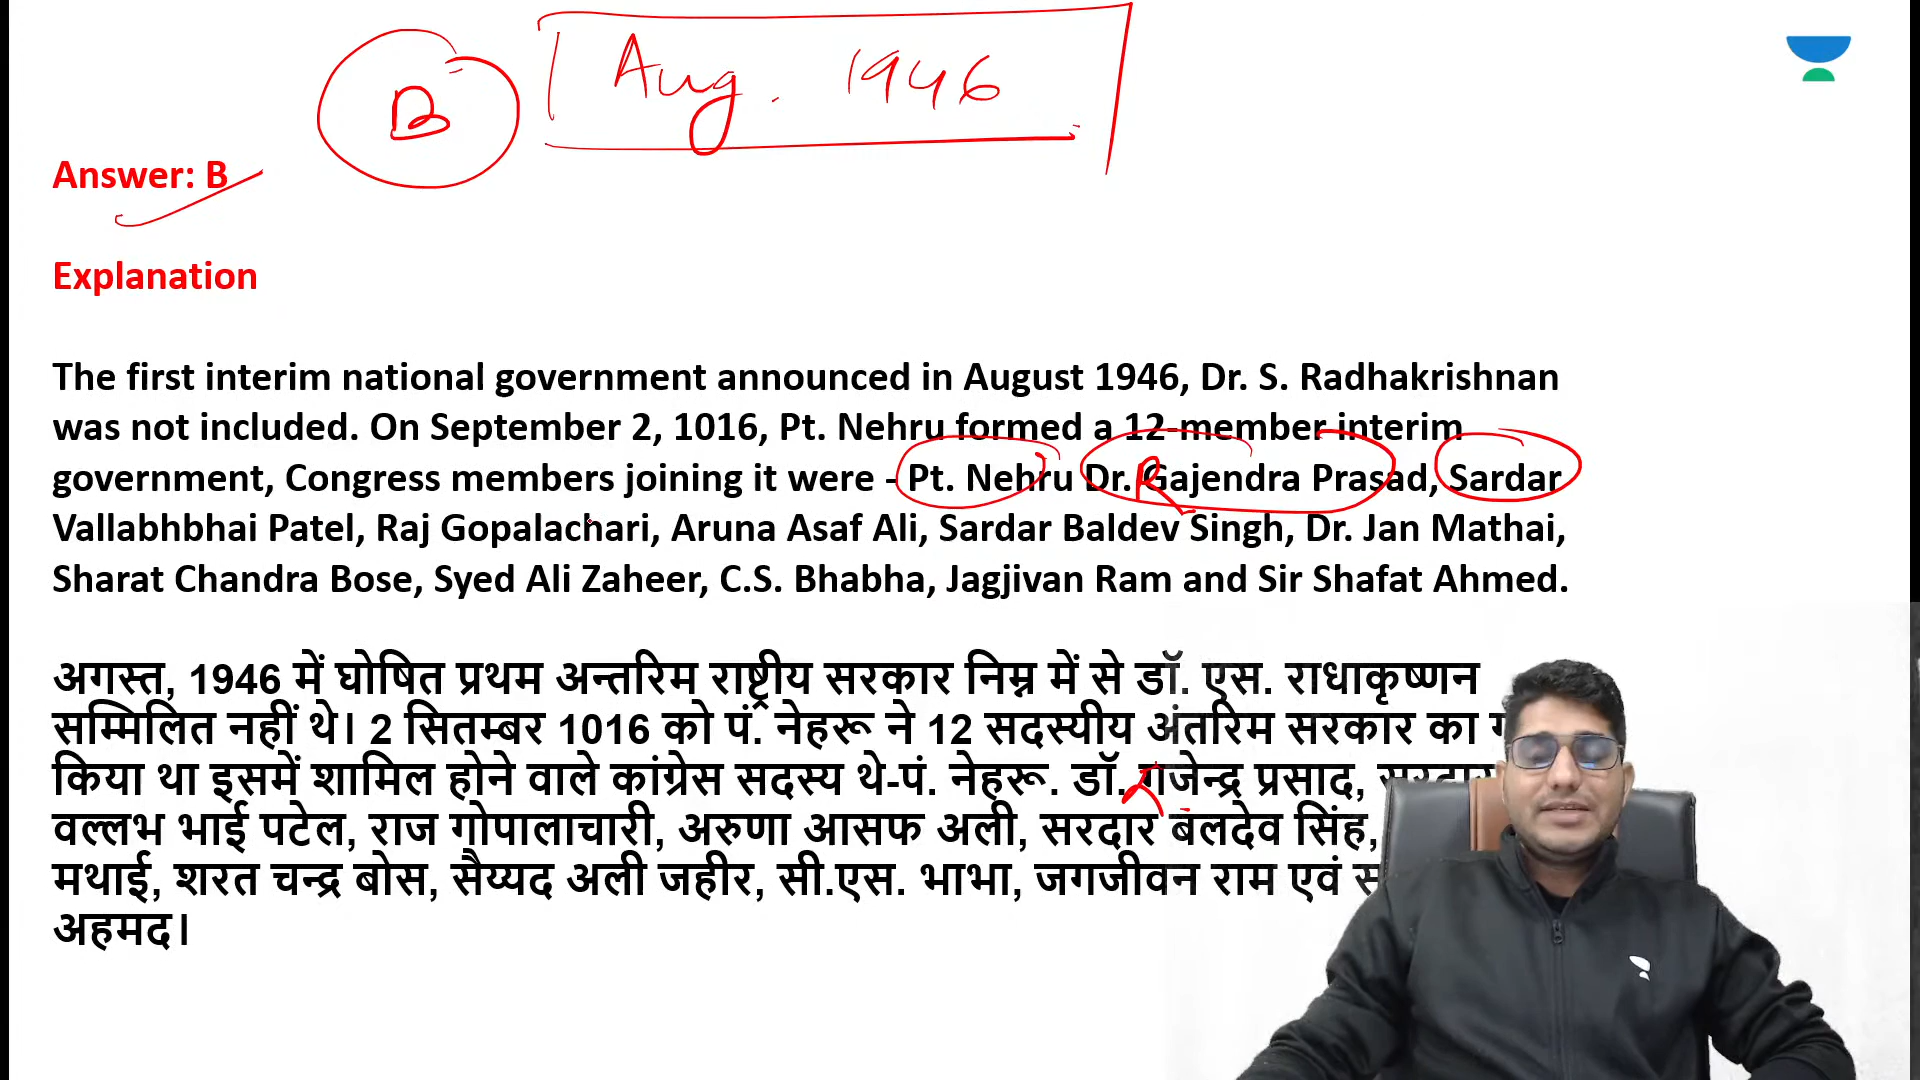 B
Aug. 1946
Answer: B
Explanation
The first interim national government announced in August 1946, Dr. S. Radhakrishnan
was not included. On September 2, 1016, Pt. Nehru formed a 12-member interim
government, Congress members joining it were - Pt. Nehru Dr. Gajendra Prasad, Sardar
R
Vallabhbhai Patel, Raj Gopalachari, Aruna Asaf Ali, Sardar Baldev Singh, Dr. Jan Mathai,
Sharat Chandra Bose, Syed Ali Zaheer, C.S. Bhabha, Jagjivan Ram and Sir Shafat Ahmed.
अगस्त, 1946 में घोषित प्रथम अन्तरिम राष्ट्रीय सरकार निम्न में से डॉ. एस. राधाकृष्णन
सम्मिलित नहीं थे। 2 सितम्बर 1016 को पं. नेहरू ने 12 सदस्यीय अंतरिम सरकार का
किया था इसमें शामिल होने वाले कांग्रेस सदस्य थे-पं. नेहरू. डॉ. गजेन्द्र प्रसाद, सरदार
वल्लभ भाई पटेल, राज गोपालाचारी, अरुणा आसफ अली, सरदार बलदेव सिंह,
मथाई, शरत चन्द्र बोस, सैय्यद अली जहीर, सी.एस. भाभा, जगजीवन राम एवं
अहमद।